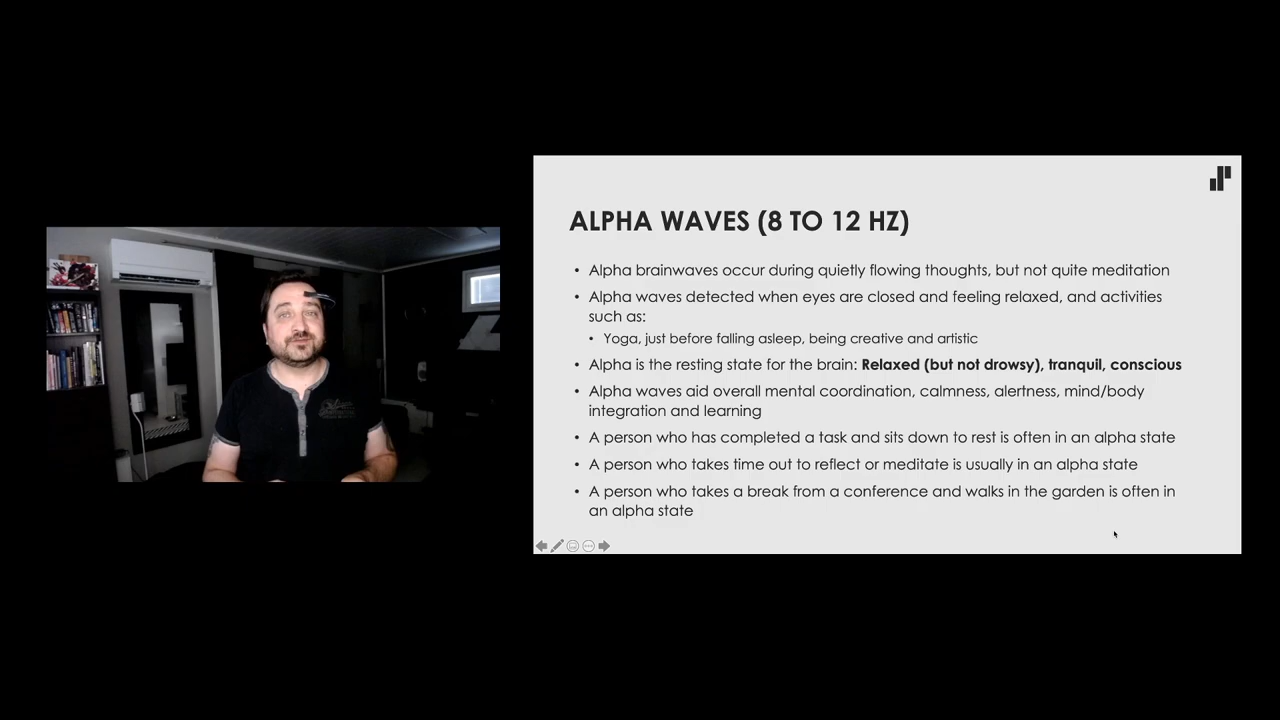 ALPHA WAVES (8 TO 12 HZ)
• Alpha brainwaves occur during quietly flowing thoughts, but not quite meditation
• Alpha waves detected when eyes are closed and feeling relaxed, and activities
such as:
• Yoga, just before falling asleep, being creative and artistic
• Alpha is the resting state for the brain: Relaxed (but not drowsy), tranquil, conscious
• Alpha waves aid overall mental coordination, calmness, alertness, mind/body
integration and learning
• A person who has completed a task and sits down to rest is often in an alpha state
• A person who takes time out to reflect or meditate is usually in an alpha state
• A person who takes a break from a conference and walks in the garden is often in
an alpha state